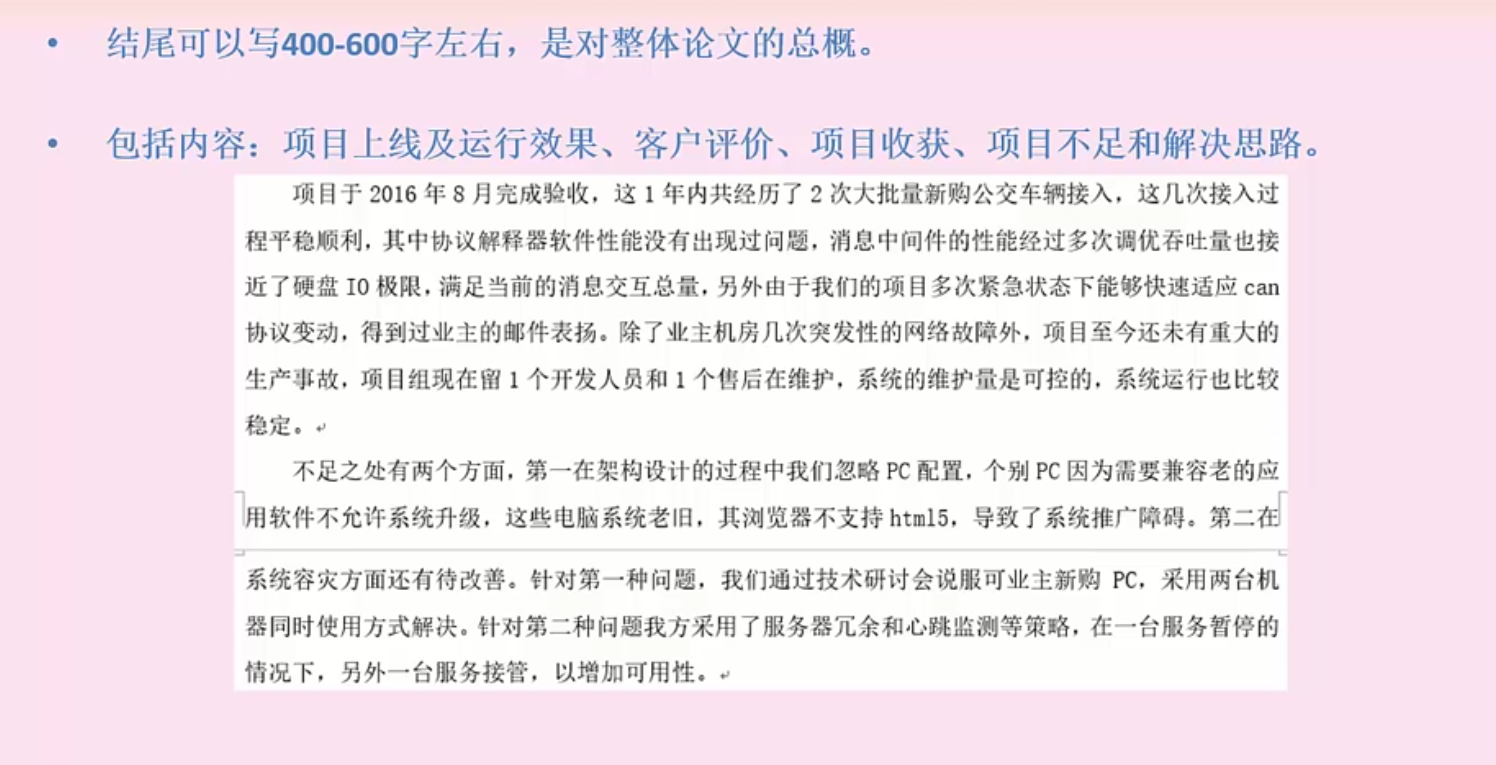 • 结尾可以写400-600字左右，是对整体论文的总概。
• 包括内容：项目上线及运行效果、客户评价、项目收获、项目不足和解决思路。
项目于 2016 年 8 月完成验收，这 1 年内共经历了 2 次大批量新购公交车辆接入，这几次接入过
程平稳顺利，其中协议解释器软件性能没有出现过问题，消息中间件的性能经过多次调优吞吐量也接
近了硬盘 IO 极限，满足当前的消息交互总量，另外由于我们的项目多次紧急状态下能够快速适应 can
协议变动，得到过业主的邮件表扬。除了业主机房几次突发性的网络故障外，项目至今还未有重大的
生产事故，项目组现在留 1 个开发人员和 1 个售后在维护，系统的维护量是可控的，系统运行也比较
稳定。
不足之处有两个方面，第一在架构设计的过程中我们忽略 PC 配置，个别 PC 因为需要兼容老的应
用软件不允许系统升级，这些电脑系统老旧，其浏览器不支持 html5，导致了系统推广障碍。第二在
系统容灾方面还有待改善。针对第一种问题，我们通过技术研讨会说服可业主新购 PC，采用两台机
器同时使用方式解决。针对第二种问题我方采用了服务器冗余和心跳监测等策略，在一台服务暂停的
情况下，另外一台服务接管，以增加可用性。